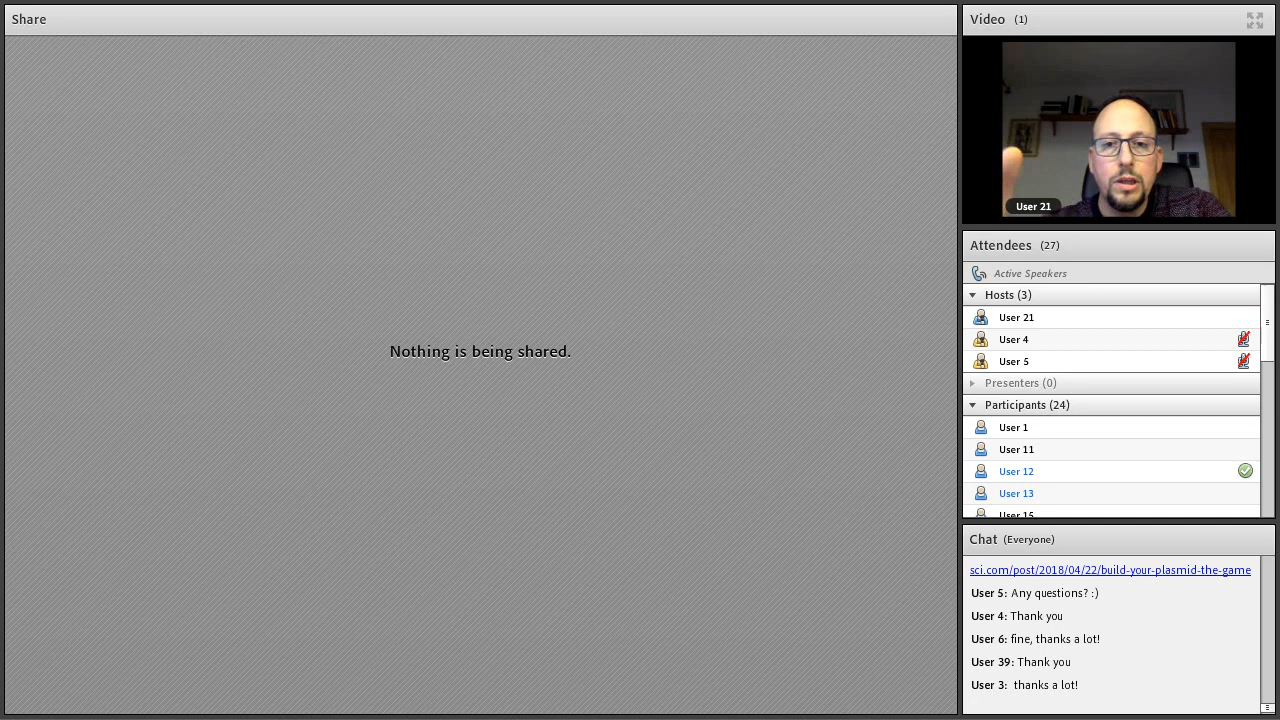 Share
Nothing is being shared.
Video (1)
User 21
Attendees (27)
Active Speakers
Hosts (3)
User 21
User 4
User 5
Presenters (0)
Participants (24)
User 1
User 11
User 12
User 13
User 15
Chat (Everyone)
sci.com/post/2018/04/22/build-your-plasmid-the-game
User 5: Any questions? :)
User 4: Thank you
User 6: fine, thanks a lot!
User 39: Thank you
User 3: thanks a lot!